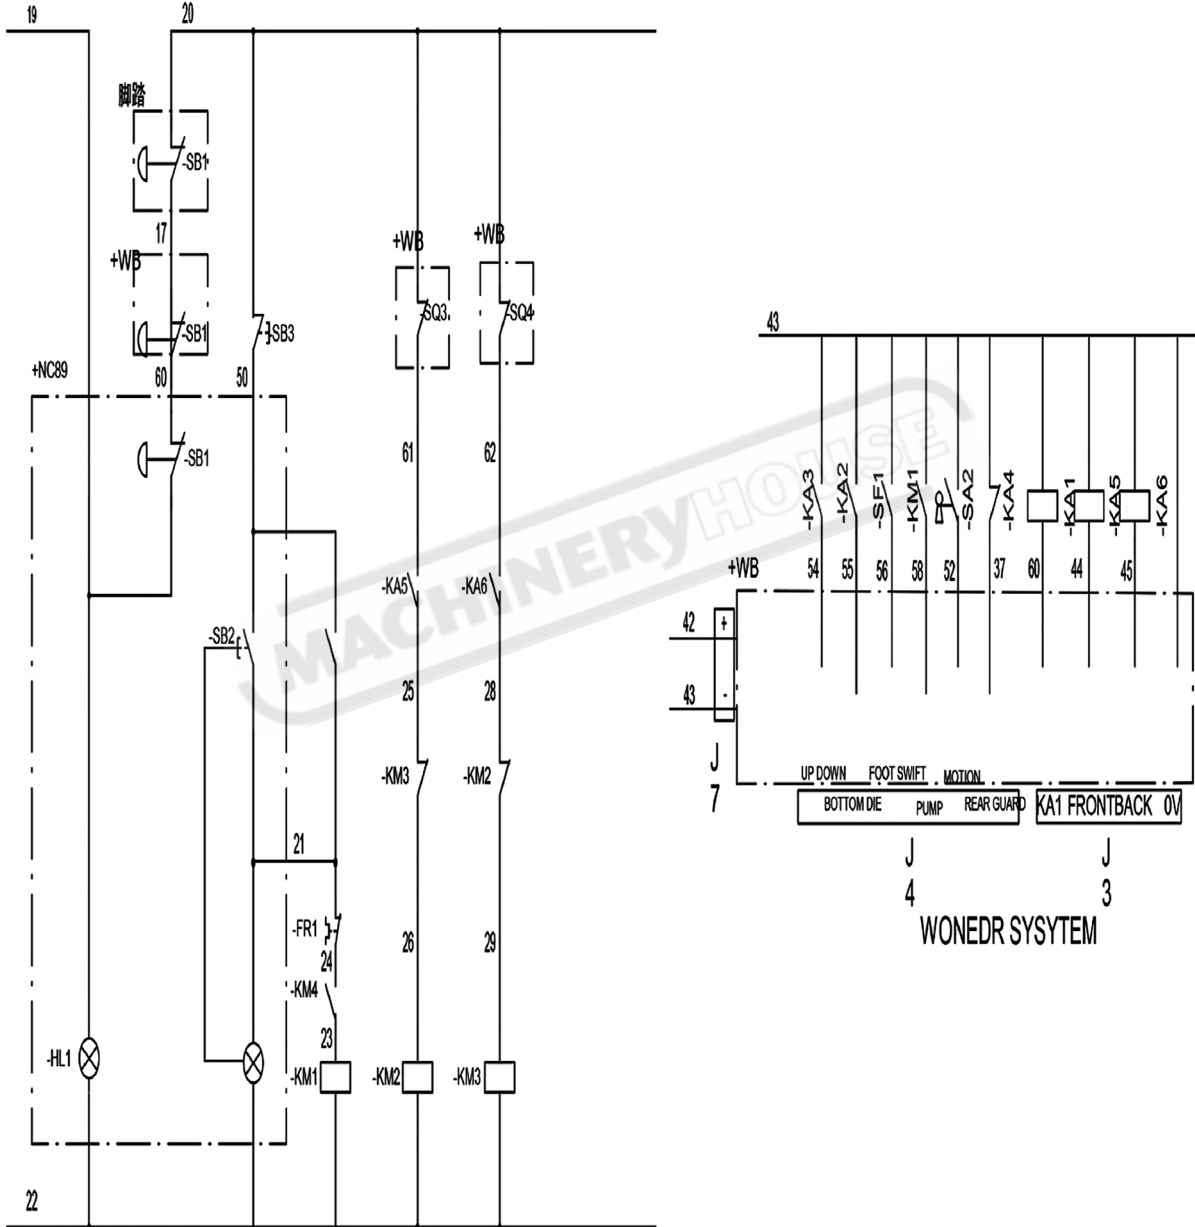 19
20
脚踏
-SB1
17
+WB
-SB1
+NC89
60
50
-SB3
-SB1
+WB
-SQ3
+WB
-SQ4
61
62
-KA5
-KA6
-SB2
25
28
-KM3
-KM2
21
-FR1
24
26
29
-KM4
23
-HL1
-KM1
-KM2
-KM3
22
43
-KA3
-KA2
-SF1
-KM1
-SA2
-KA4
-KA1
-KA5
-KA6
+WB
54
55
56
58
52
37
60
44
45
42
+
43
-
J
7
UP DOWN
FOOT SWIFT
MOTION
BOTTOM DIE
PUMP
REAR GUARD
KA1 FRONTBACK 0V
J
4
J
3
WONEDR SYSYTEM
MACHINERYHOUSE